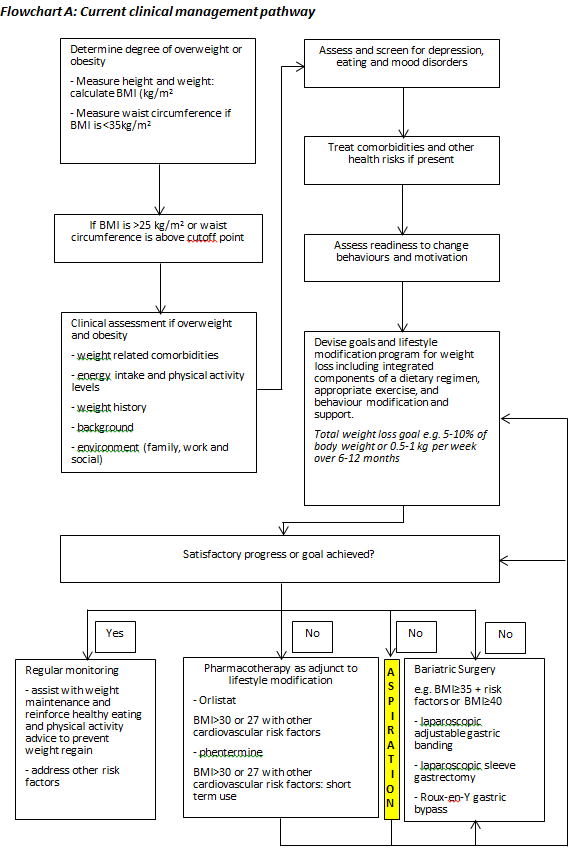 Flowchart A: Current clinical management pathway
Determine degree of overweight or
obesity
- Measure height and weight:
calculate BMI (kg/m²
- Measure waist circumference if
BMI is <35kg/m²
If BMI is >25 kg/m² or waist
circumference is above cutoff point
Clinical assessment if overweight
and obesity
- weight related comorbidities
- energy intake and physical activity
levels
- weight history
- background
- environment (family, work and
social)
Assess and screen for depression,
eating and mood disorders
Treat comorbidities and other
health risks if present
Assess readiness to change
behaviours and motivation
Devise goals and lifestyle
modification program for weight
loss including integrated
components of a dietary regimen,
appropriate exercise, and
behaviour modification and
support.
Total weight loss goal e.g. 5-10% of
body weight or 0.5-1 kg per week
over 6-12 months
Satisfactory progress or goal achieved?
Yes
No
No
No
Regular monitoring
- assist with weight
maintenance and
reinforce healthy eating
and physical activity
advice to prevent
weight regain
- address other risk
factors
Pharmacotherapy as adjunct to
lifestyle modification
- Orlistat
BMI>30 or 27 with other
cardiovascular risk factors
- phentermine
BMI>30 or 27 with other
cardiovascular risk factors: short
term use
A
S
P
I
R
A
T
I
O
N
Bariatric Surgery
e.g. BMI≥35 + risk
factors or BMI≥40
- laparoscopic
adjustable gastric
banding
- laparoscopic sleeve
gastrectomy
- Roux-en-Y gastric
bypass